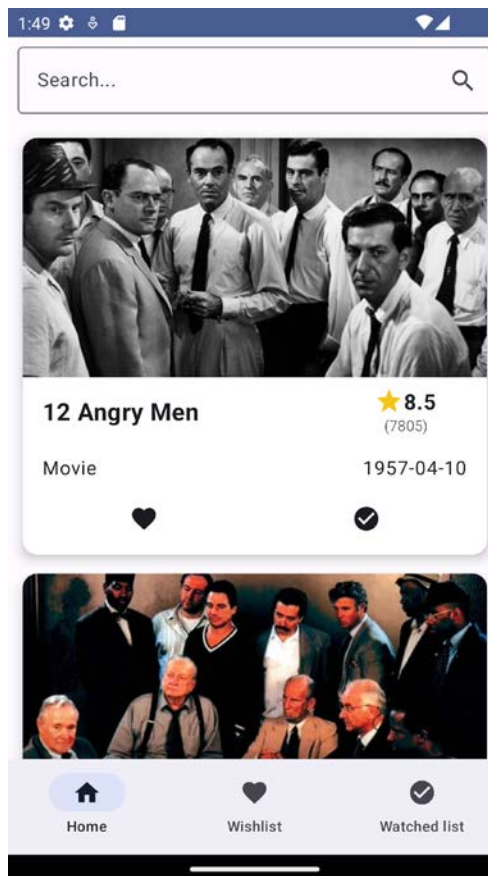 1:49
Search...
12 Angry Men
8.5
(7805)
Movie
1957-04-10
Home
Wishlist
Watched list